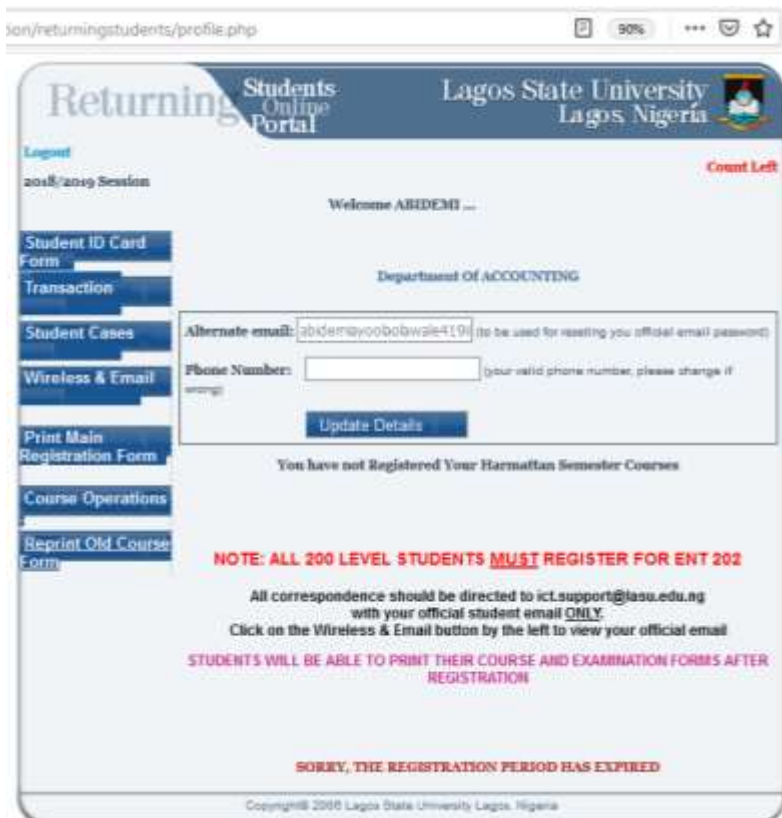 on/returningstudents/profile.php
90%
Returning Students
Online
Portal
Lagos State University
Lagos, Nigeria
Logout
Count Left
2018/2019 Session
Welcome ABIDEMI ...
Student ID Card
Form
Department Of ACCOUNTING
Transaction
Student Cases
Alternate email: (to be used for reseting you official email password)
Wireless & Email
Phone Number: (your valid phone number, please change if
wrong)
Update Details
Print Main
Registration Form
You have not Registered Your Harmattan Semester Courses
Course Operations
Reprint Old Course
Form
NOTE: ALL 200 LEVEL STUDENTS MUST REGISTER FOR ENT 202
All correspondence should be directed to ict.support@lasu.edu.ng
with your official student email ONLY.
Click on the Wireless & Email button by the left to view your official email
STUDENTS WILL BE ABLE TO PRINT THEIR COURSE AND EXAMINATION FORMS AFTER
REGISTRATION
SORRY, THE REGISTRATION PERIOD HAS EXPIRED
Copyright© 2006 Lagos State University Lagos, Nigeria